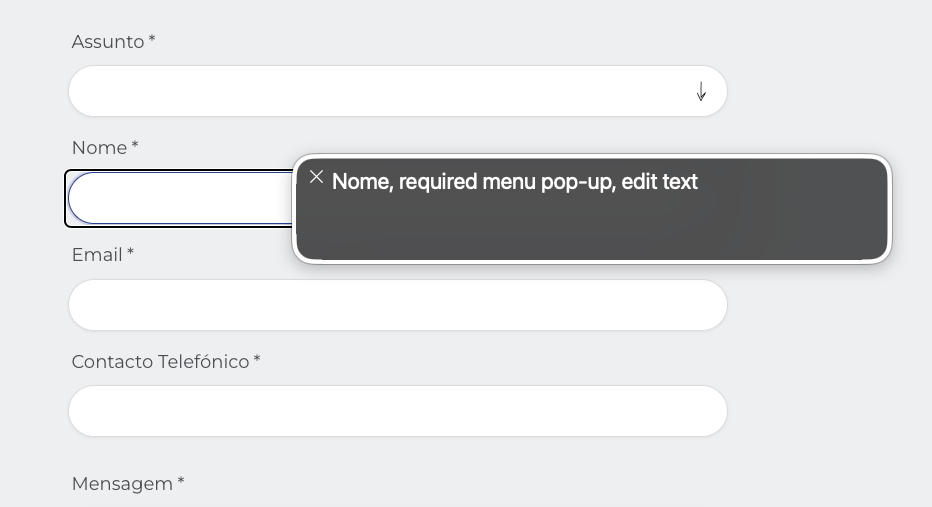 Assunto *
Nome *
Nome, required menu pop-up, edit text
Email *
Contacto Telefónico *
Mensagem *